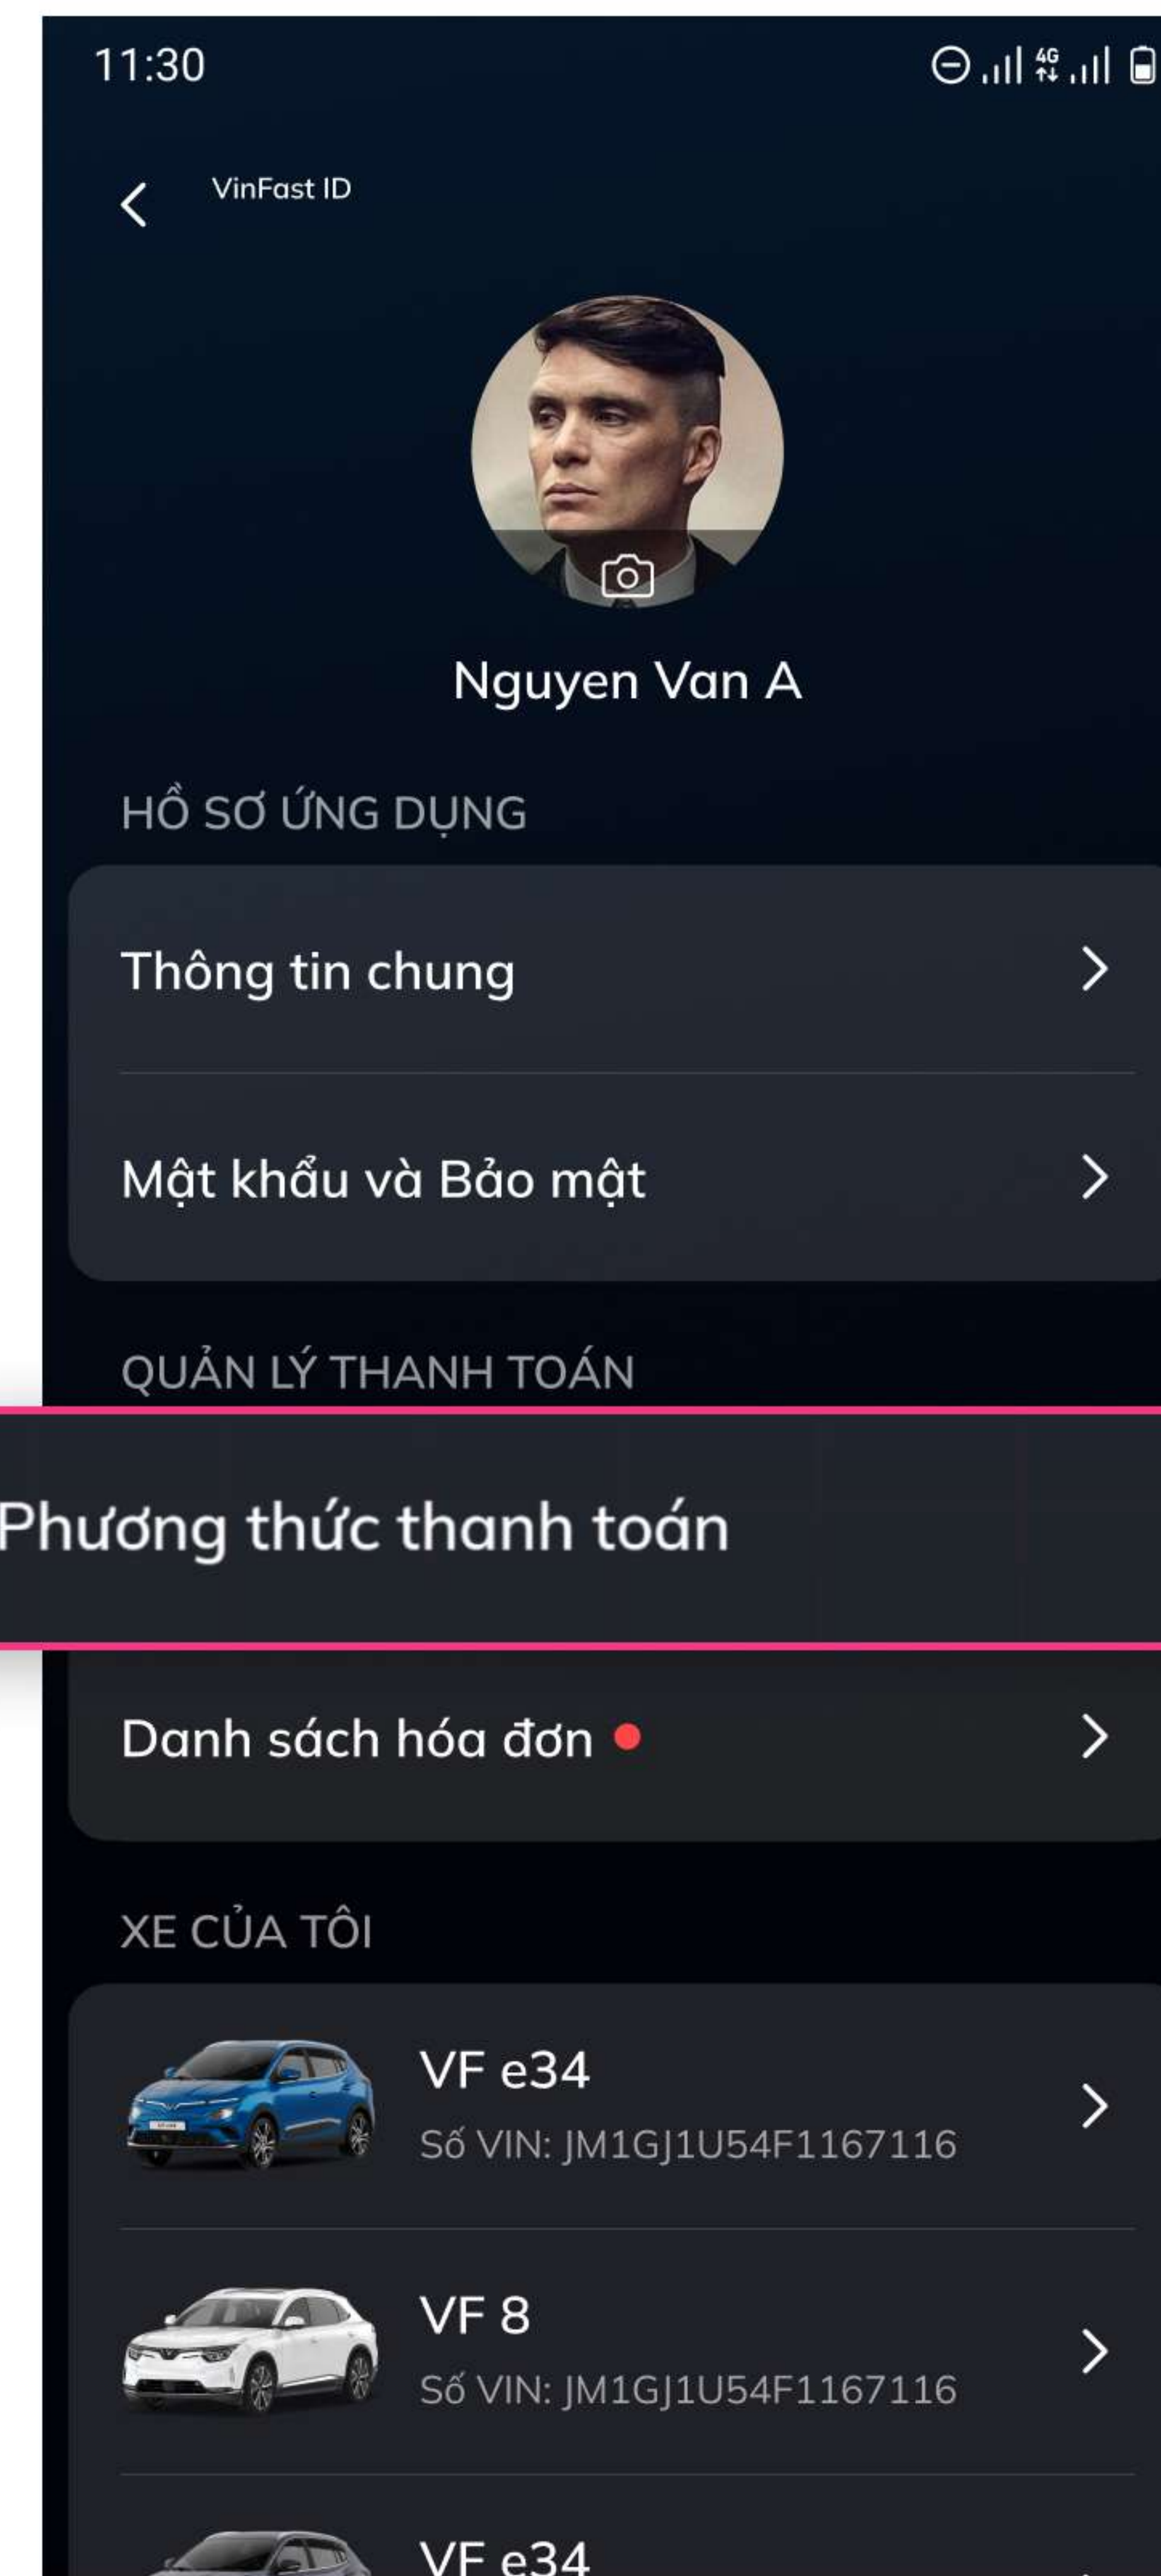 11:30
4G
VinFast ID
Nguyen Van A
HỒ SƠ ỨNG DỤNG
Thông tin chung
Mật khẩu và Bảo mật
QUẢN LÝ THANH TOÁN
Phương thức thanh toán
Danh sách hóa đơn
XE CỦA TÔI
VF e34
Số VIN: JM1GJ1U54F1167116
VF 8
Số VIN: JM1GJ1U54F1167116
VF e34